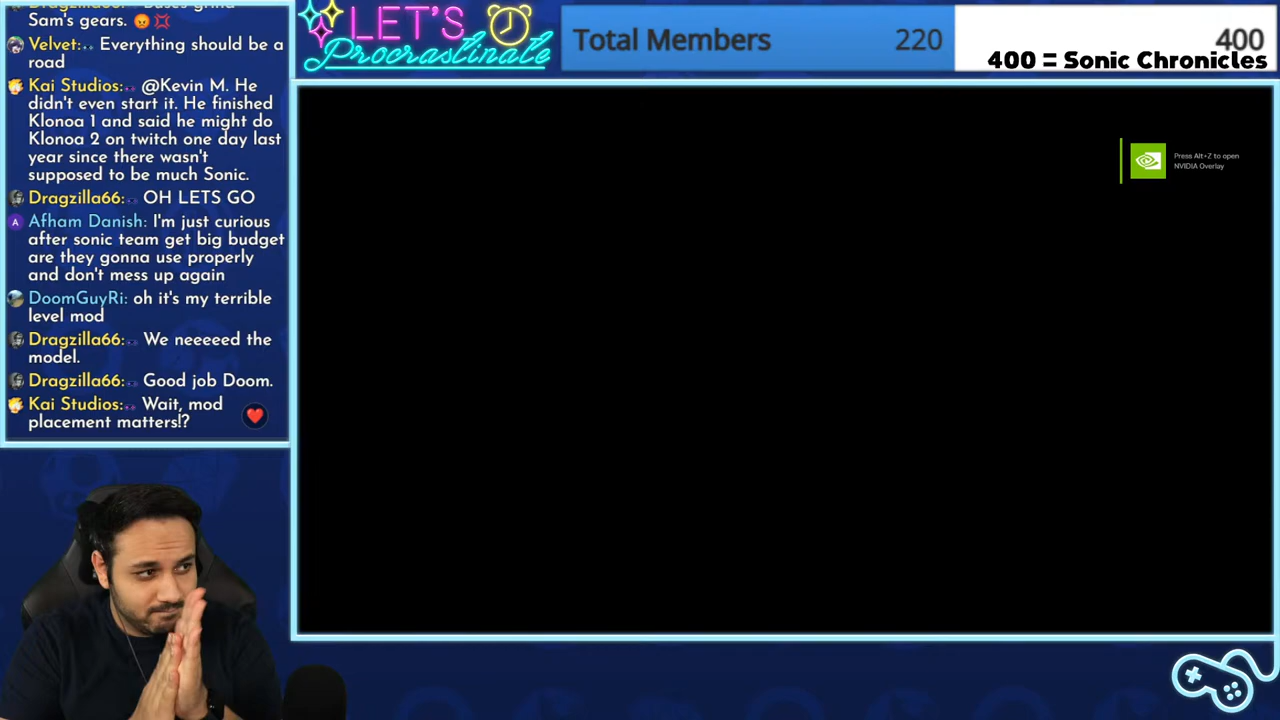 Sam's gears. 😡 💢
Velvet: Everything should be a
road
Kai Studios: @Kevin M. He
didn't even start it. He finished
Klonoa 1 and said he might do
Klonoa 2 on twitch one day last
year since there wasn't
supposed to be much Sonic.
Dragzilla66: OH LETS GO
A Afham Danish: I'm just curious
after sonic team get big budget
are they gonna use properly
and don't mess up again
DoomGuyRi: oh it's my terrible
level mod
Dragzilla66: We neeeeed the
model.
Dragzilla66: Good job Doom.
Kai Studios: Wait, mod
placement matters!?
LET'S
Procrastinate
Total Members 220 400
400 = Sonic Chronicles
Press Alt+Z to open
NVIDIA Overlay